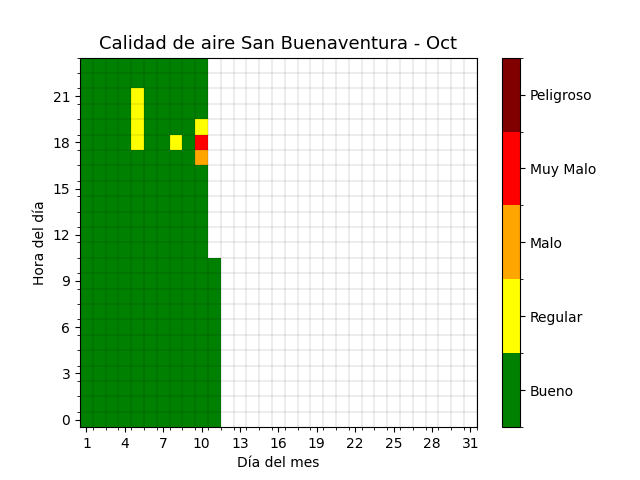 Calidad de aire San Buenaventura - Oct
Hora del día
21
18
15
12
9
6
3
0
1 4 7 10 13 16 19 22 25 28 31
Día del mes
Peligroso
Muy Malo
Malo
Regular
Bueno